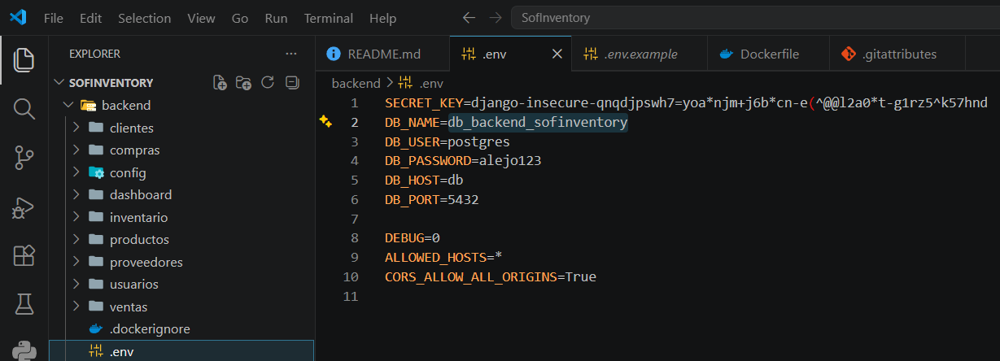 File Edit Selection View Go Run Terminal Help SofInventory
EXPLORER
README.md .env .env.example Dockerfile .gitattributes
SOFINVENTORY
backend > .env
backend
clientes
compras
config
dashboard
inventario
productos
proveedores
usuarios
ventas
.dockerignore
.env
1 SECRET_KEY=django-insecure-qnqdjpswh7=yoa*njm+j6b*cn-e(^@@l2a0*t-g1rz5^k57hnd
2 DB_NAME=db_backend_sofinventory
3 DB_USER=postgres
4 DB_PASSWORD=alejo123
5 DB_HOST=db
6 DB_PORT=5432
7
8 DEBUG=0
9 ALLOWED_HOSTS=*
10 CORS_ALLOW_ALL_ORIGINS=True
11